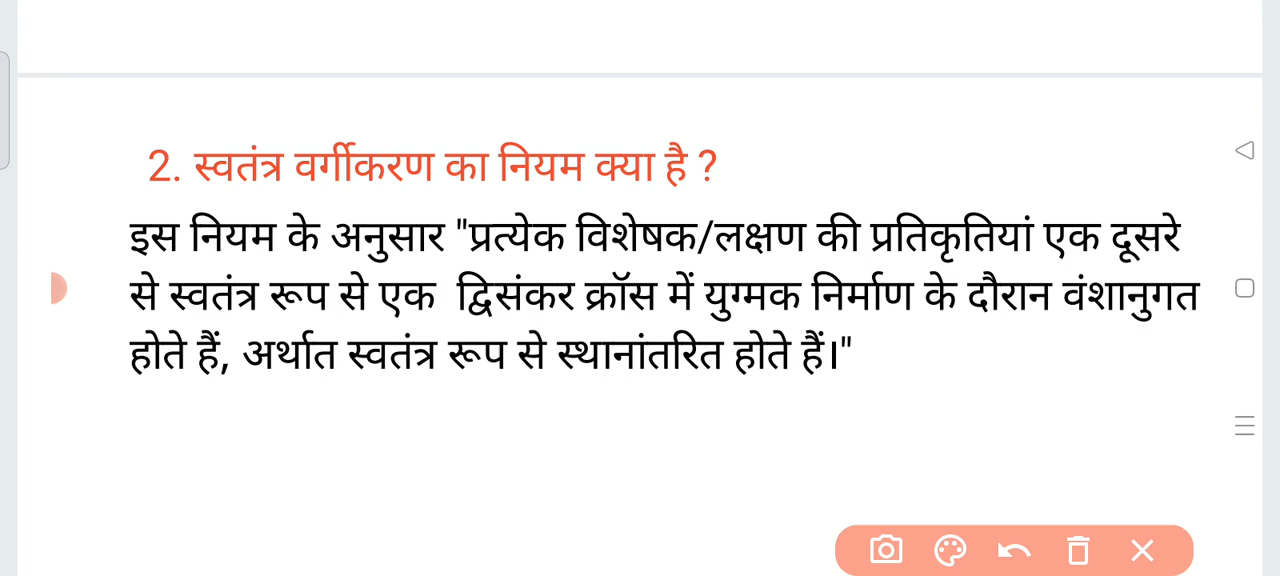 2. स्वतंत्र वर्गीकरण का नियम क्या है ?
इस नियम के अनुसार "प्रत्येक विशेषक/लक्षण की प्रतिकृतियां एक दूसरे
से स्वतंत्र रूप से एक द्विसंकर क्रॉस में युग्मक निर्माण के दौरान वंशानुगत
होते हैं, अर्थात स्वतंत्र रूप से स्थानांतरित होते हैं।"